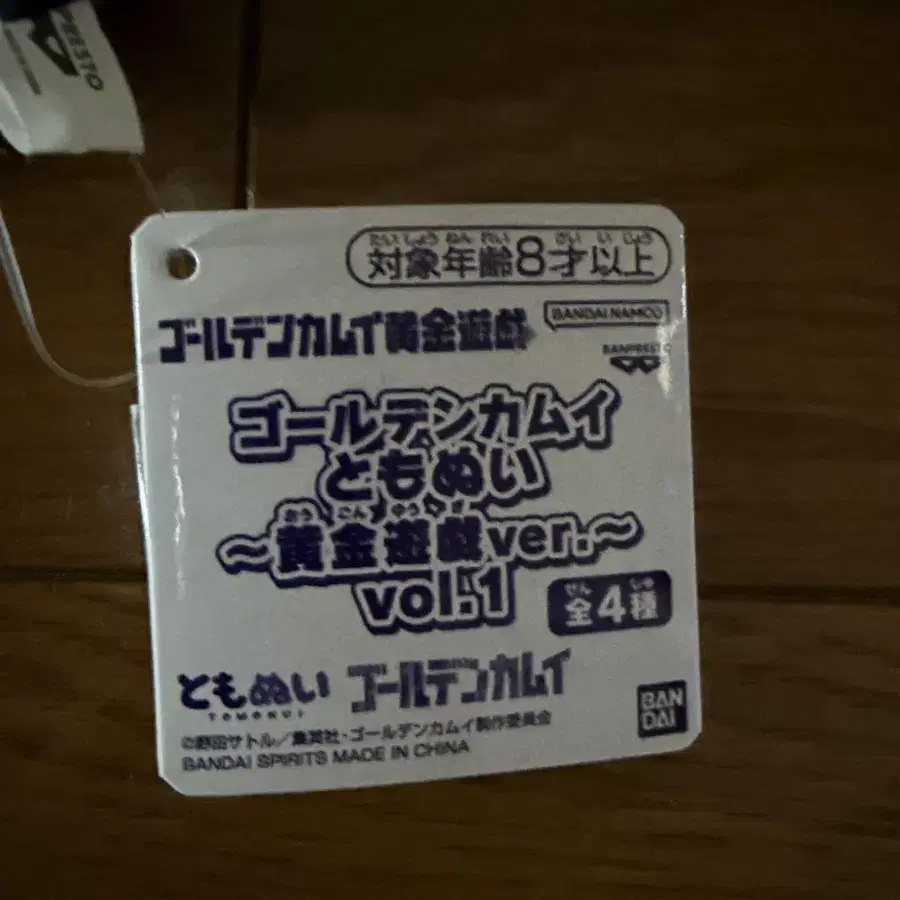 PRESTO
たいしょうねんれい さい いじょう
対象年齢8才以上
ゴールデンカムイ黄金遊戯
BANDAI NAMCO
BANPRESTO
ゴールデンカムイ
ともぬい
おうごんゆうぎ
～黄金遊戯ver.～
vol.1
ぜん しゅ
全4種
ともぬい
TOMONUI
ゴールデンカムイ
©野田サトル／集英社・ゴールデンカムイ製作委員会
BANDAI SPIRITS MADE IN CHINA
BAN
DAI